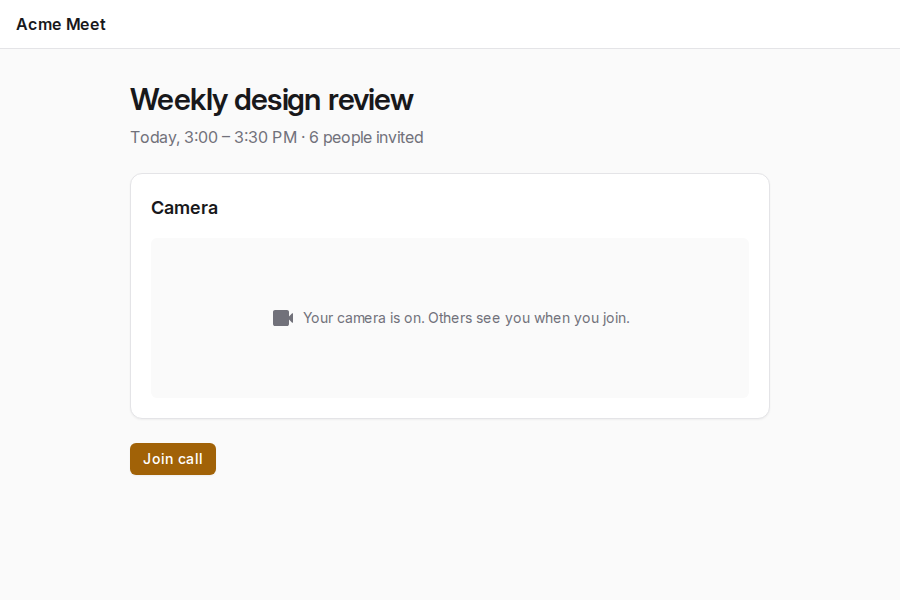 Acme Meet
Weekly design review
Today, 3:00 – 3:30 PM · 6 people invited
Camera
Your camera is on. Others see you when you join.
Join call